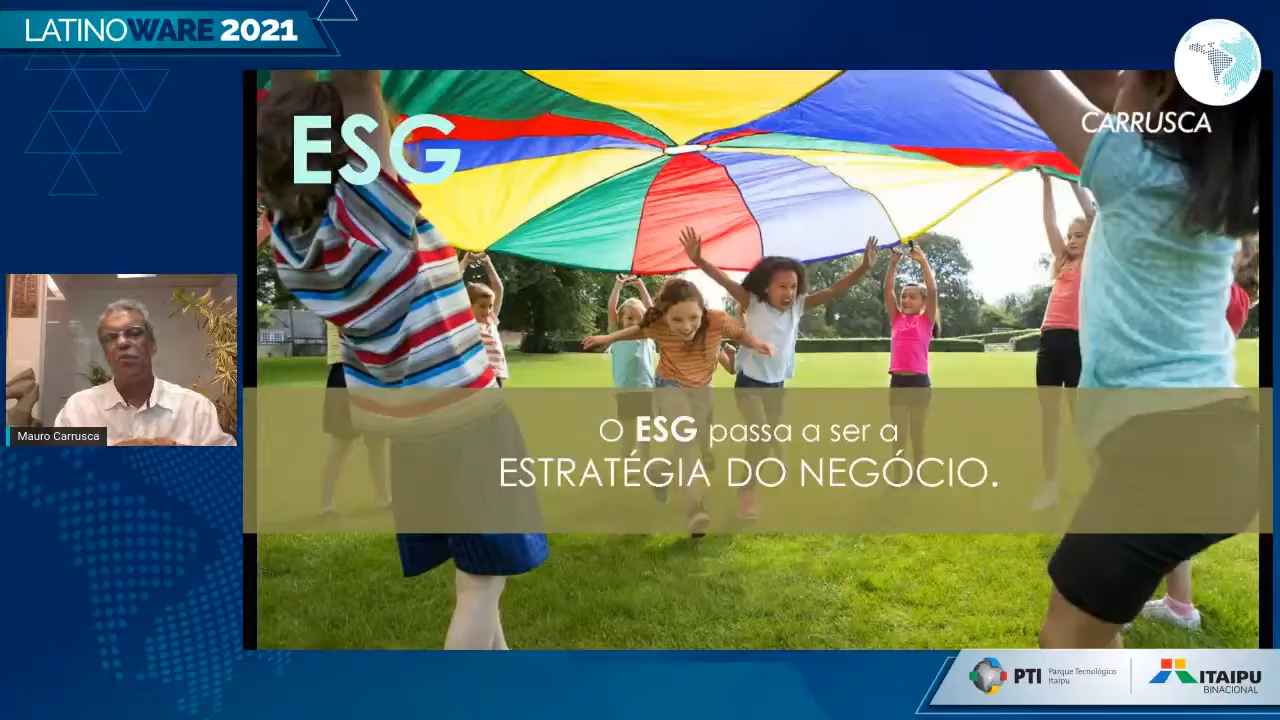 LATINOWARE 2021
CARRUSCA
ESG
Mauro Carrusca
O ESG passa a ser a
ESTRATÉGIA DO NEGÓCIO.
PTI
Parque Tecnológico
Itaipu
ITAIPU
BINACIONAL